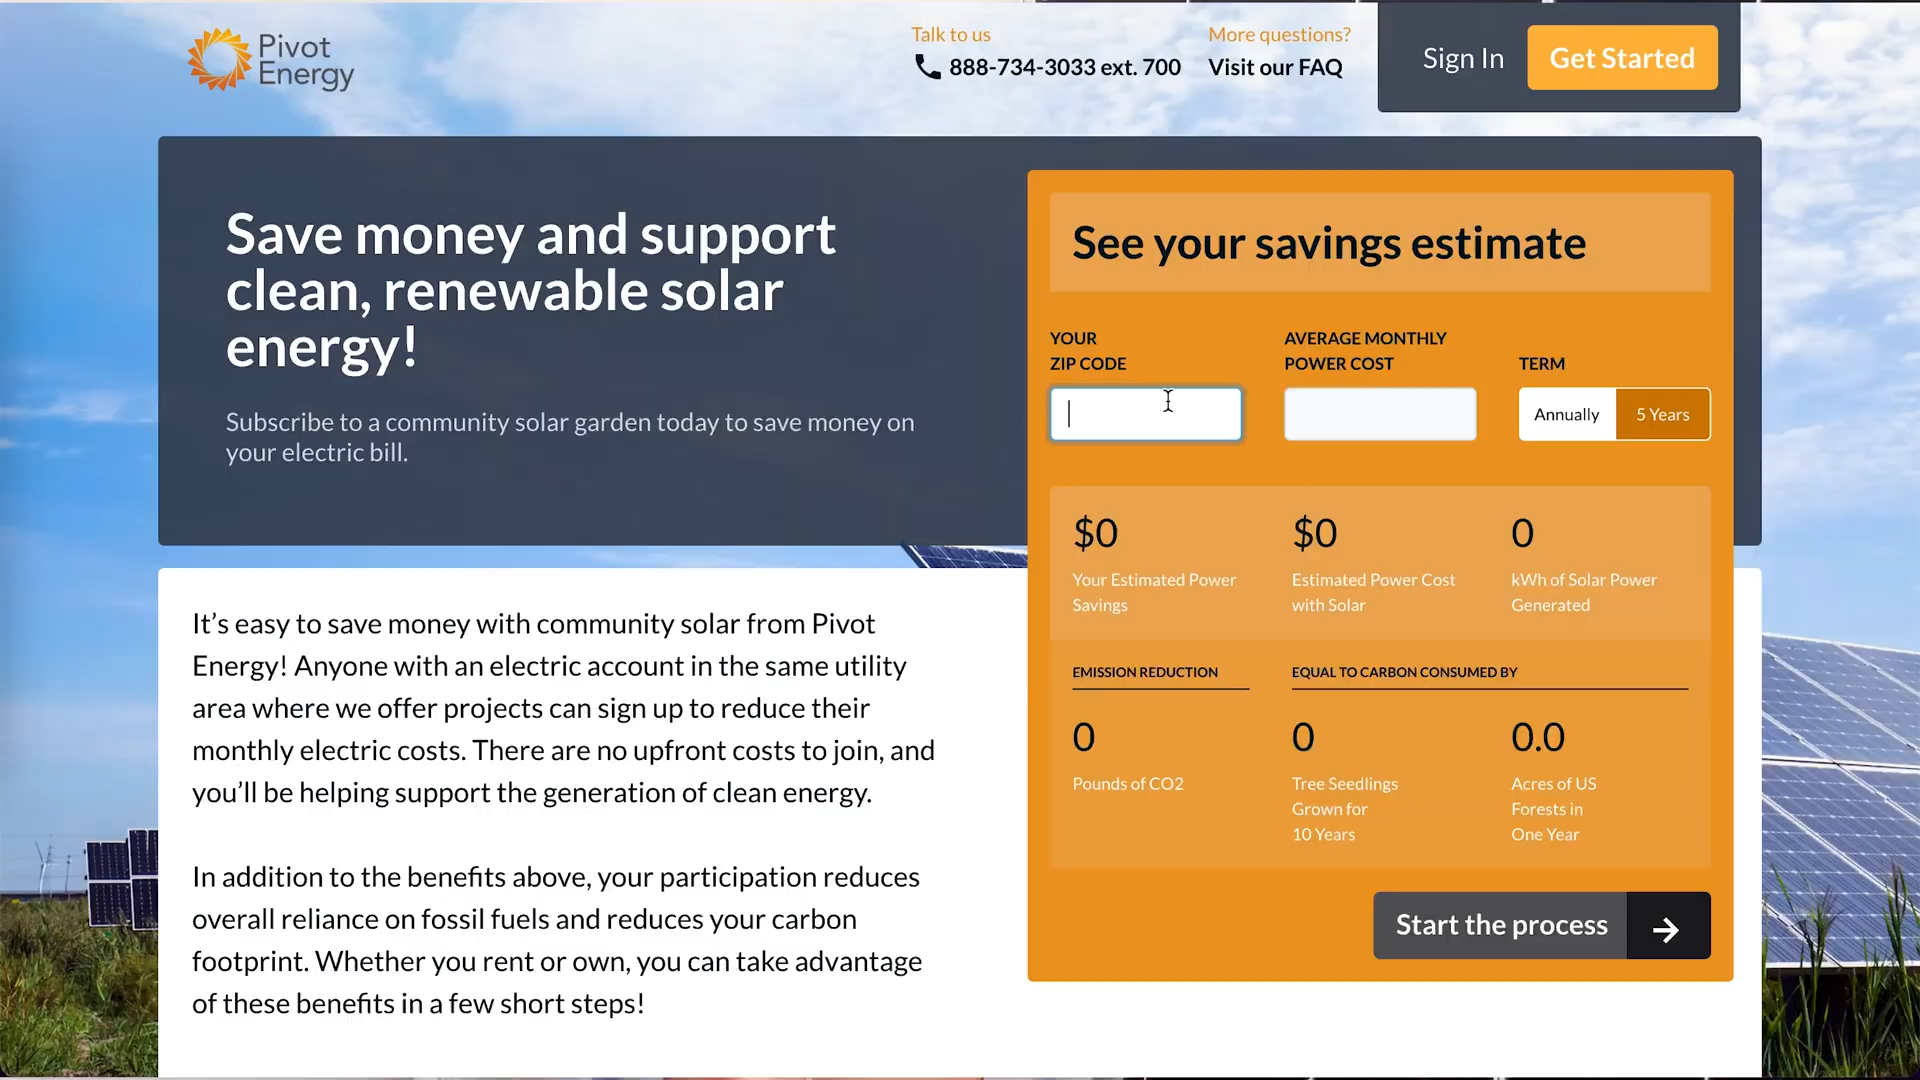 Pivot
Energy
Talk to us
888-734-3033 ext. 700
More questions?
Visit our FAQ
Sign In
Get Started
Save money and support
clean, renewable solar
energy!
Subscribe to a community solar garden today to save money on
your electric bill.
See your savings estimate
YOUR
ZIP CODE
AVERAGE MONTHLY
POWER COST
TERM
Annually
5 Years
$0
Your Estimated Power
Savings
$0
Estimated Power Cost
with Solar
0
kWh of Solar Power
Generated
EMISSION REDUCTION
EQUAL TO CARBON CONSUMED BY
0
Pounds of CO2
0
Tree Seedlings
Grown for
10 Years
0.0
Acres of US
Forests in
One Year
Start the process
It’s easy to save money with community solar from Pivot
Energy! Anyone with an electric account in the same utility
area where we offer projects can sign up to reduce their
monthly electric costs. There are no upfront costs to join, and
you’ll be helping support the generation of clean energy.
In addition to the benefits above, your participation reduces
overall reliance on fossil fuels and reduces your carbon
footprint. Whether you rent or own, you can take advantage
of these benefits in a few short steps!